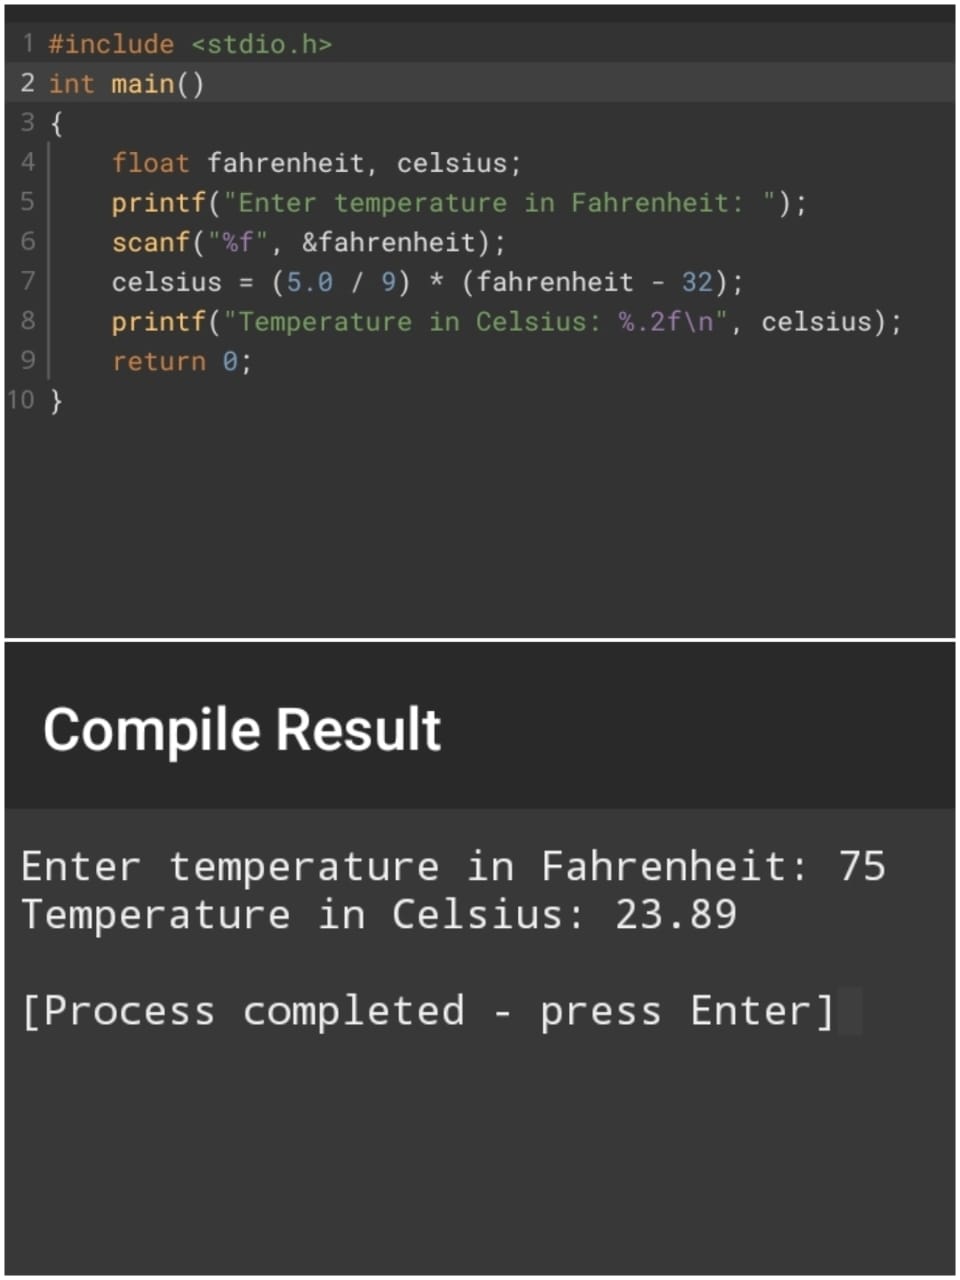 1 #include <stdio.h>
2 int main()
3 {
4     float fahrenheit, celsius;
5     printf("Enter temperature in Fahrenheit: ");
6     scanf("%f", &fahrenheit);
7     celsius = (5.0 / 9) * (fahrenheit - 32);
8     printf("Temperature in Celsius: %.2f\n", celsius);
9     return 0;
10 }
Compile Result
Enter temperature in Fahrenheit: 75
Temperature in Celsius: 23.89
[Process completed - press Enter]